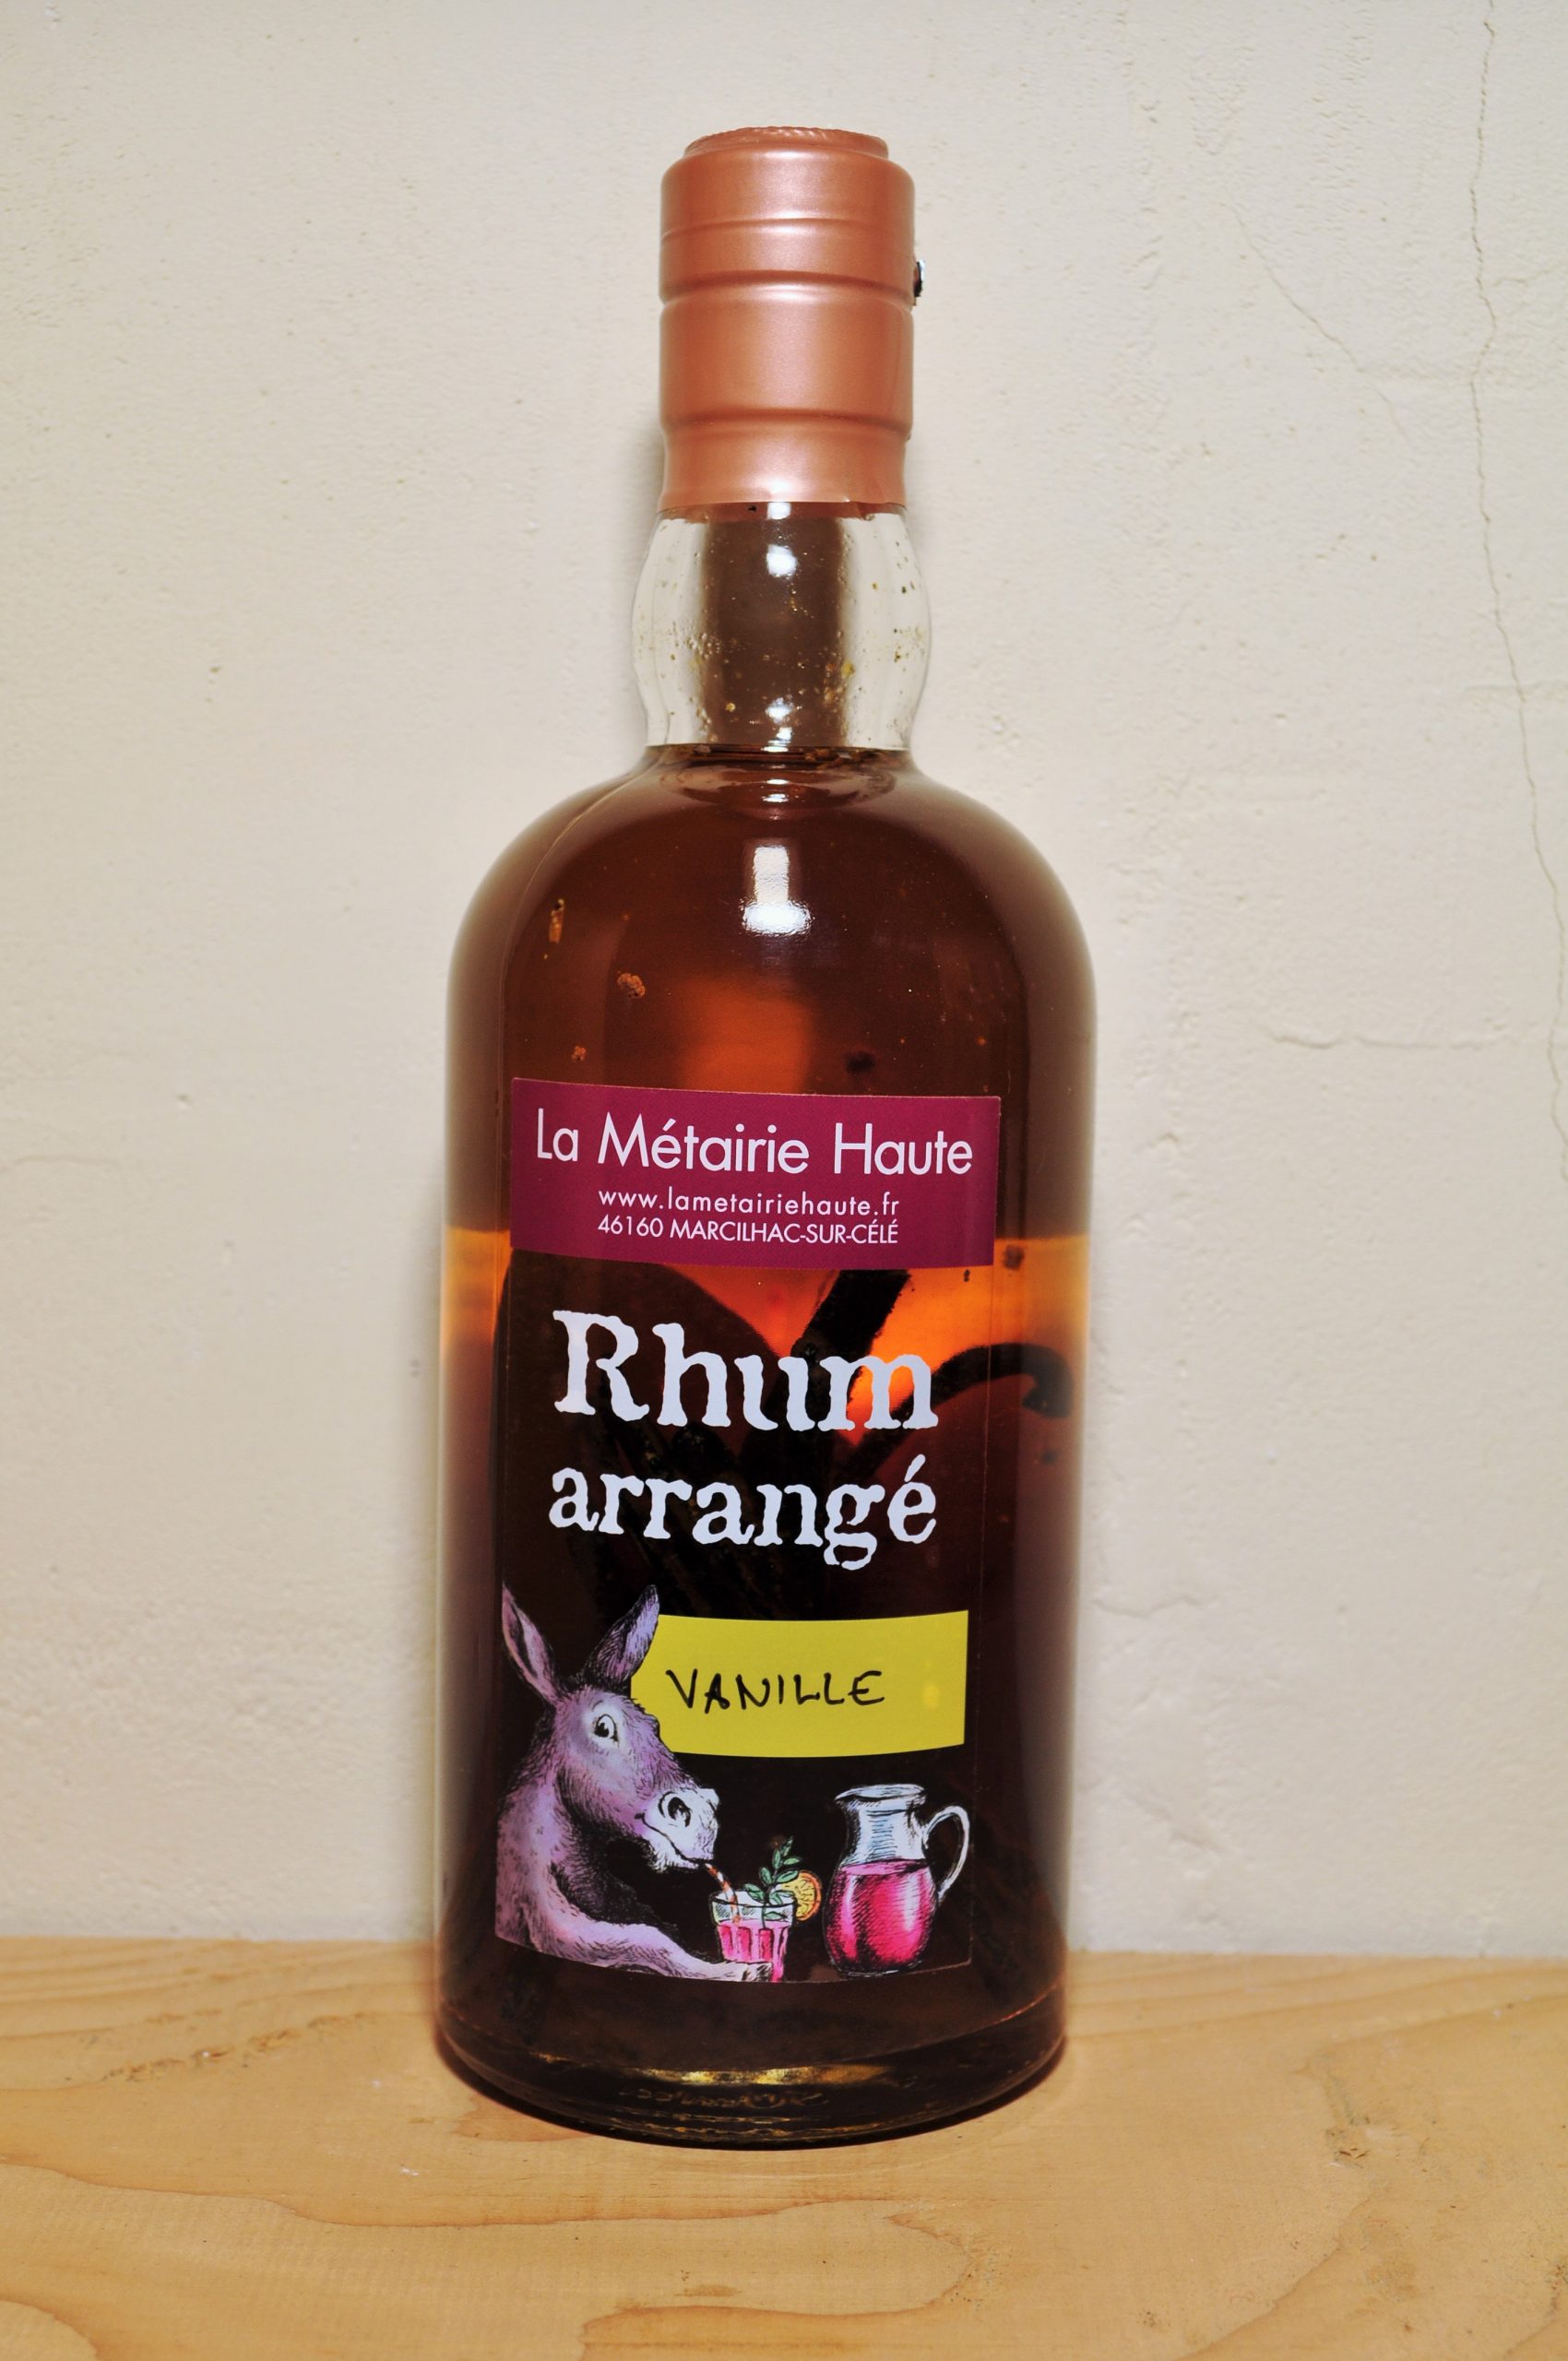 La Métairie Haute
www.lametairiehaute.fr
46160 MARCILHAC-SUR-CÉLÉ
Rhum
arrangé
VANILLE